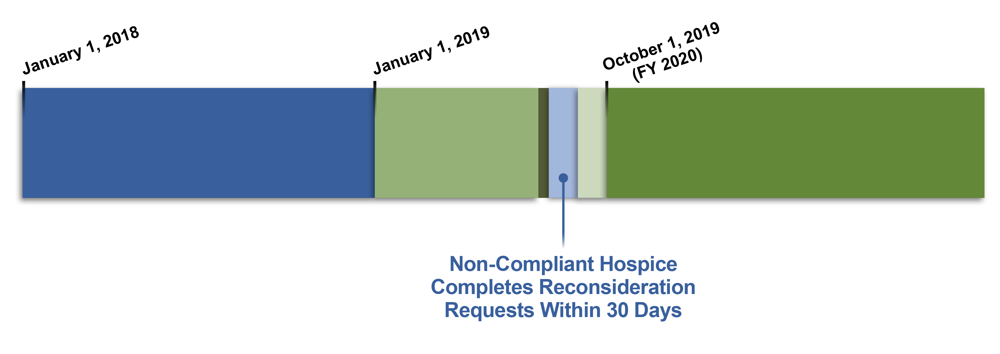 January 1, 2018
January 1, 2019
October 1, 2019
(FY 2020)
Non-Compliant Hospice
Completes Reconsideration
Requests Within 30 Days